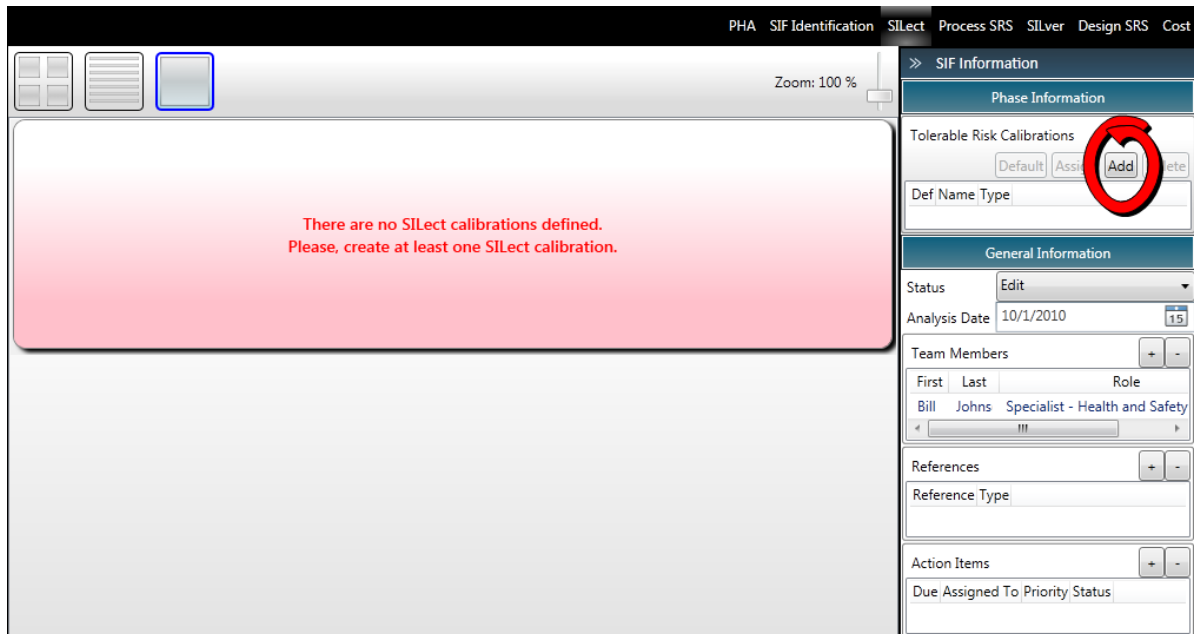 PHA SIF Identification SILect Process SRS SILver Design SRS Cost
Zoom: 100 %
SIF Information
Phase Information
Tolerable Risk Calibrations
Default Add
Def Name Type
There are no SILect calibrations defined.
Please, create at least one SILect calibration.
General Information
Status Edit
Analysis Date 10/1/2010 15
Team Members + -
First Last Role
Bill Johns Specialist - Health and Safety
References + -
Reference Type
Action Items + -
Due Assigned To Priority Status